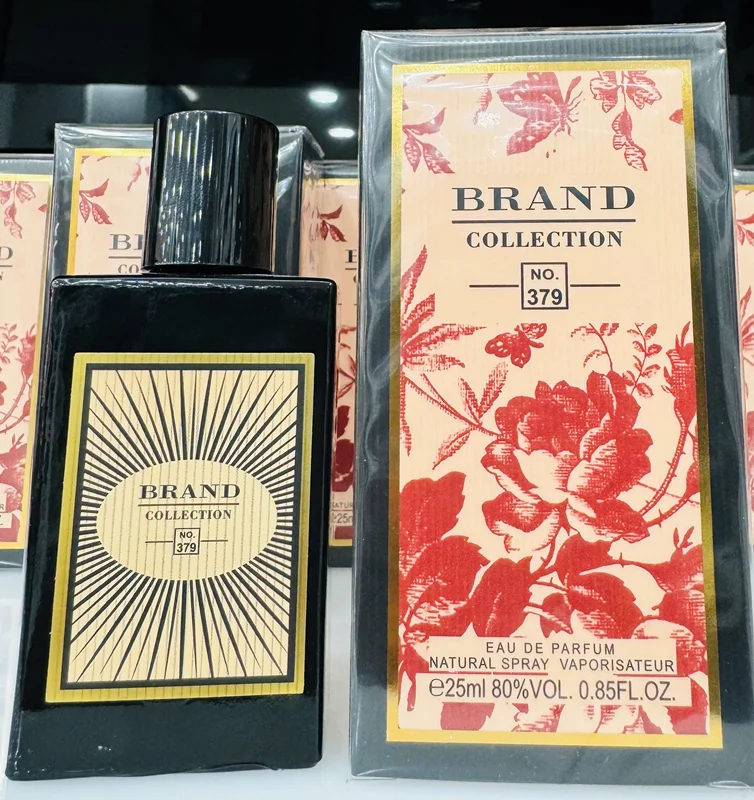 BRAND
COLLECTION
NO.
379
BRAND
COLLECTION
NO.
379
EAU DE PARFUM
NATURAL SPRAY VAPORISATEUR
℮25ml 80%VOL. 0.85FL.OZ.